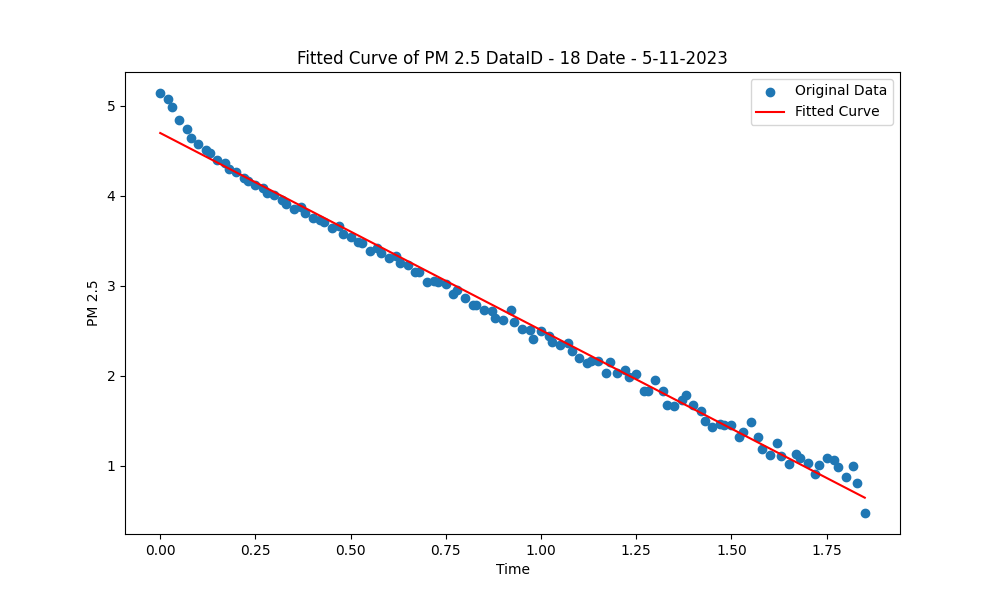 Fitted Curve of PM 2.5 DataID - 18 Date - 5-11-2023
Original Data
Fitted Curve
PM 2.5
5
4
3
2
1
0.00 0.25 0.50 0.75 1.00 1.25 1.50 1.75
Time